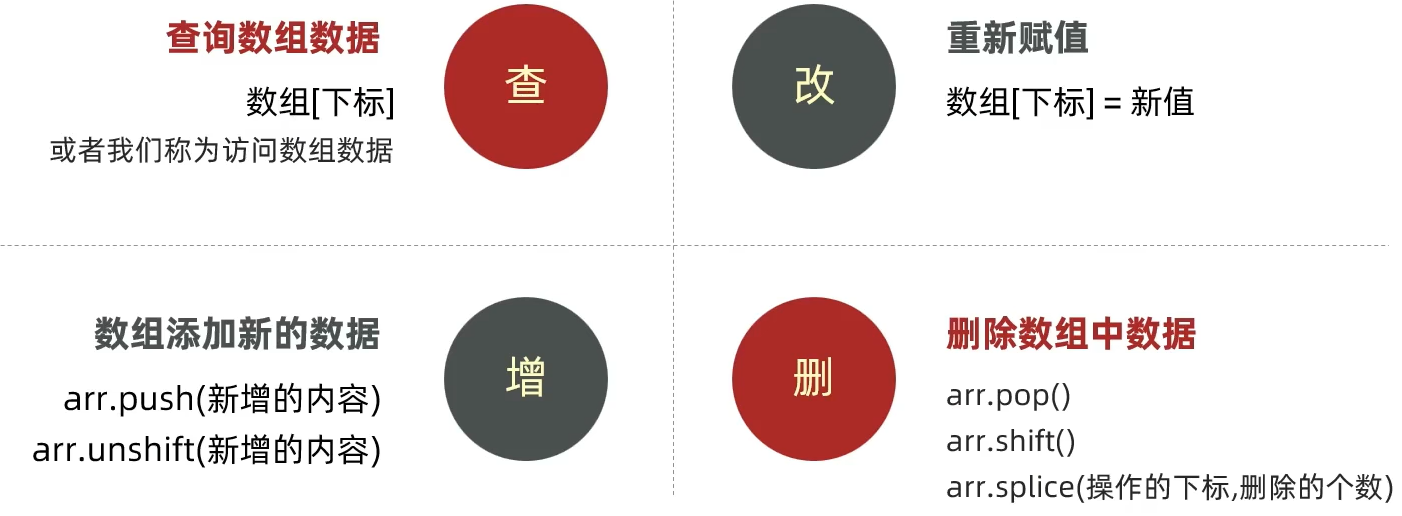 查询数组数据
数组[下标]
或者我们称为访问数组数据
查
改
重新赋值
数组[下标] = 新值
数组添加新的数据
arr.push(新增的内容)
arr.unshift(新增的内容)
增
删
删除数组中数据
arr.pop()
arr.shift()
arr.splice(操作的下标,删除的个数)